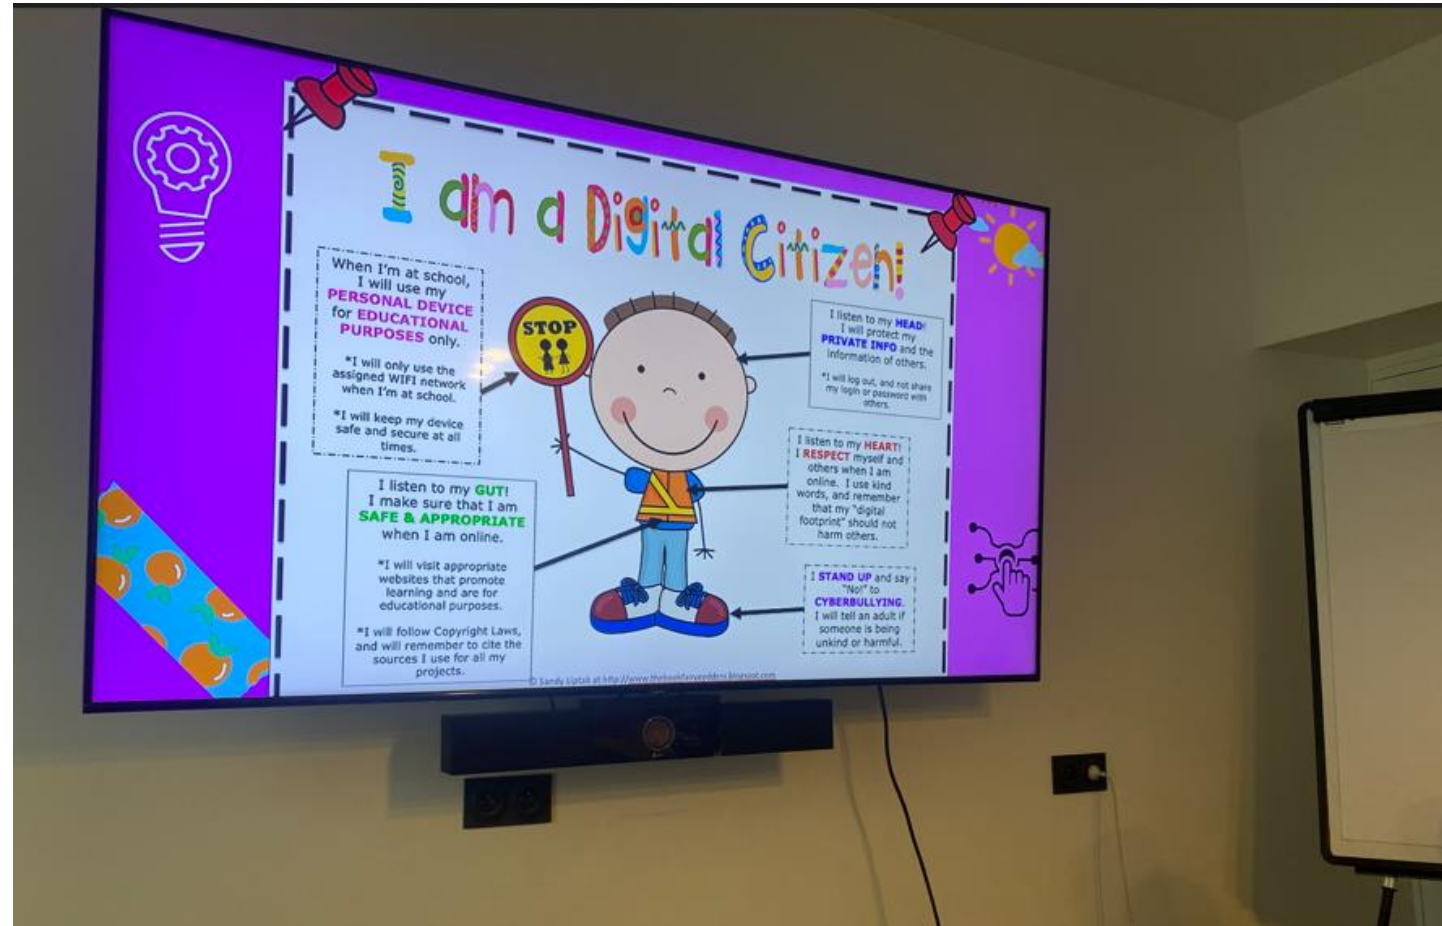 I am a Digital Citizen!
When I'm at school,
I will use my
PERSONAL DEVICE
for EDUCATIONAL
PURPOSES only.
*I will only use the
assigned WIFI network
when I'm at school.
*I will keep my device
safe and secure at all
times.
STOP
I listen to my HEAD!
I will protect my
PRIVATE INFO and the
information of others.
*I will log out, and not share
my login or password with
others.
I listen to my HEART!
I RESPECT myself and
others when I am
online. I use kind
words, and remember
that my "digital
footprint" should not
harm others.
I listen to my GUT!
I make sure that I am
SAFE & APPROPRIATE
when I am online.
*I will visit appropriate
websites that promote
learning and are for
educational purposes.
*I will follow Copyright Laws,
and will remember to cite the
sources I use for all my
projects.
I STAND UP and say
"No!" to
CYBERBULLYING.
I will tell an adult if
someone is being
unkind or harmful.
© Sandy Liptak at